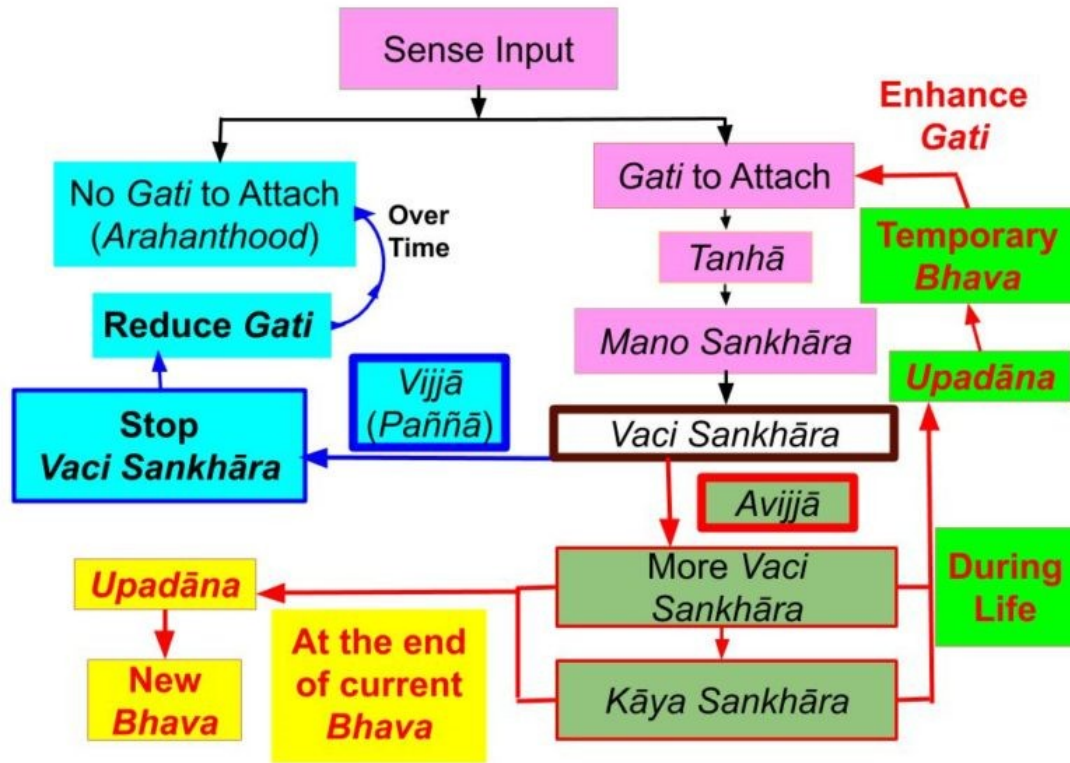 Sense Input
Enhance
Gati
No Gati to Attach
(Arahanthood)
Over
Time
Gati to Attach
Tanhā
Temporary
Bhava
Reduce Gati
Mano Sankhāra
Upadāna
Vijjā
(Paññā)
Stop
Vaci Sankhāra
Vaci Sankhāra
Avijjā
More Vaci
Sankhāra
During
Life
Upadāna
At the end
of current
Bhava
New
Bhava
Kāya Sankhāra